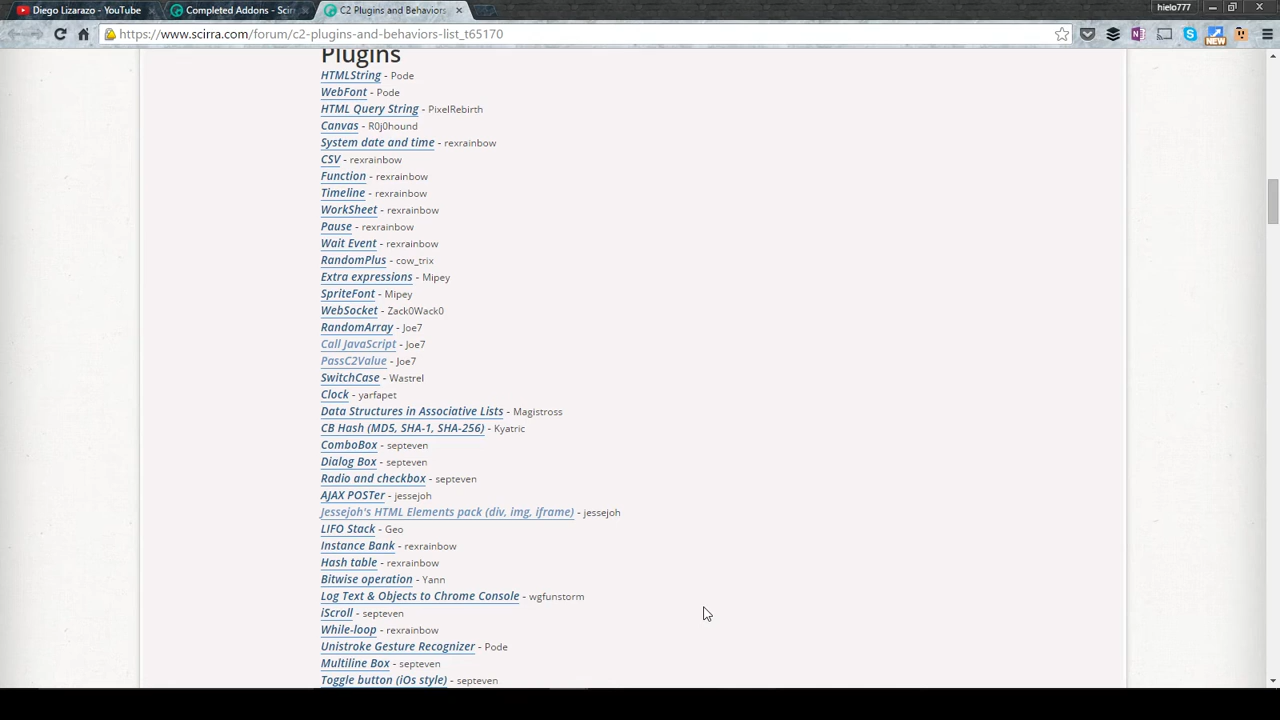 Diego Lizarazo - YouTube
Completed Addons - Scirr
C2 Plugins and Behaviors
hielo777
https://www.scirra.com/forum/c2-plugins-and-behaviors-list_t65170
NEW
Plugins
HTMLString - Pode
WebFont - Pode
HTML Query String - PixelRebirth
Canvas - R0j0hound
System date and time - rexrainbow
CSV - rexrainbow
Function - rexrainbow
Timeline - rexrainbow
WorkSheet - rexrainbow
Pause - rexrainbow
Wait Event - rexrainbow
RandomPlus - cow_trix
Extra expressions - Mipey
SpriteFont - Mipey
WebSocket - Zack0Wack0
RandomArray - Joe7
Call JavaScript - Joe7
PassC2Value - Joe7
SwitchCase - Wastrel
Clock - yarfapet
Data Structures in Associative Lists - Magistross
CB Hash (MD5, SHA-1, SHA-256) - Kyatric
ComboBox - septeven
Dialog Box - septeven
Radio and checkbox - septeven
AJAX POSTer - jessejoh
Jessejoh's HTML Elements pack (div, img, iframe) - jessejoh
LIFO Stack - Geo
Instance Bank - rexrainbow
Hash table - rexrainbow
Bitwise operation - Yann
Log Text & Objects to Chrome Console - wgfunstorm
iScroll - septeven
While-loop - rexrainbow
Unistroke Gesture Recognizer - Pode
Multiline Box - septeven
Toggle button (iOs style) - septeven